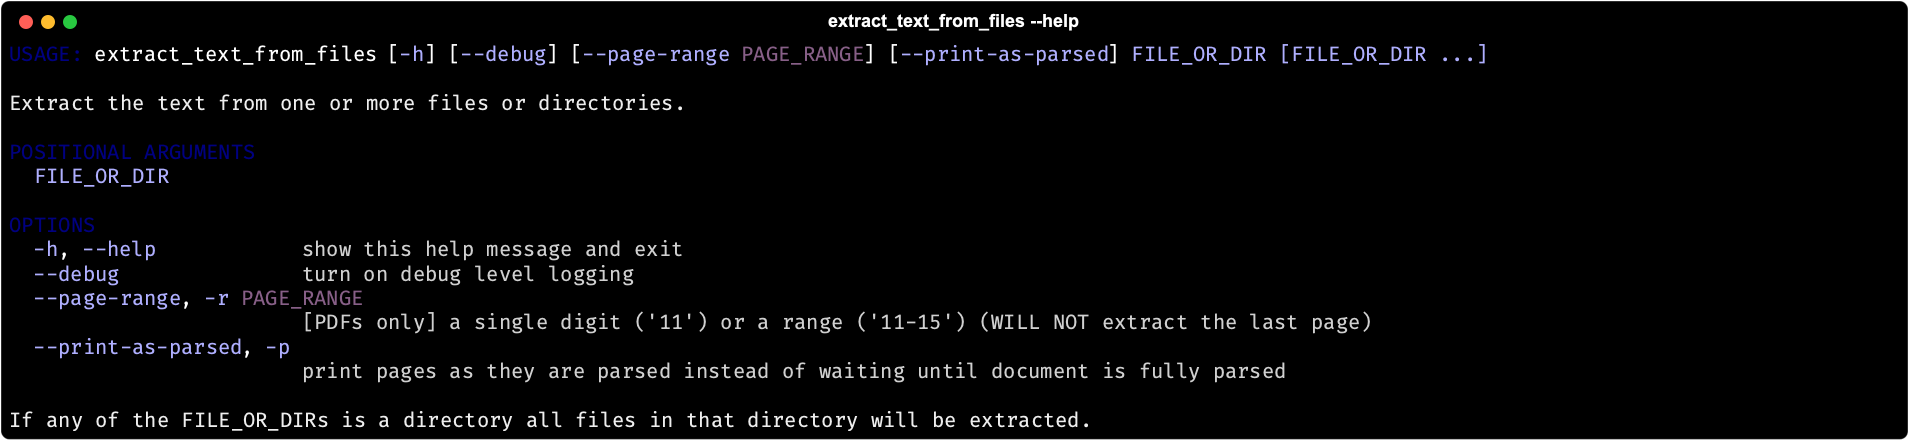 extract_text_from_files --help
USAGE: extract_text_from_files [-h] [--debug] [--page-range PAGE_RANGE] [--print-as-parsed] FILE_OR_DIR [FILE_OR_DIR ...]
Extract the text from one or more files or directories.
POSITIONAL ARGUMENTS
FILE_OR_DIR
OPTIONS
-h, --help show this help message and exit
--debug turn on debug level logging
--page-range, -r PAGE_RANGE
[PDFs only] a single digit ('11') or a range ('11-15') (WILL NOT extract the last page)
--print-as-parsed, -p
print pages as they are parsed instead of waiting until document is fully parsed
If any of the FILE_OR_DIRs is a directory all files in that directory will be extracted.